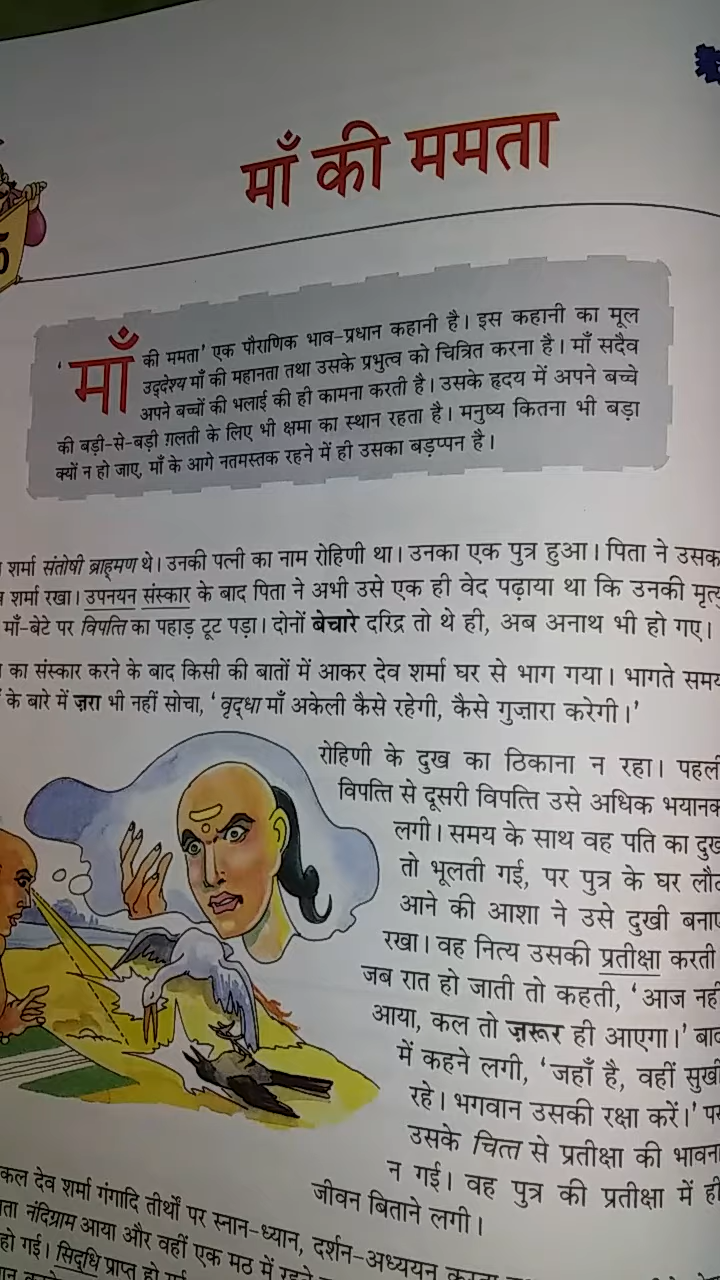 5
माँ की ममता
'माँ की ममता' एक पौराणिक भाव-प्रधान कहानी है। इस कहानी का मूल
उद्देश्य माँ की महानता तथा उसके प्रभुत्व को चित्रित करना है। माँ सदैव
अपने बच्चों की भलाई की ही कामना करती है। उसके हृदय में अपने बच्चे
की बड़ी-से-बड़ी ग़लती के लिए भी क्षमा का स्थान रहता है। मनुष्य कितना भी बड़ा
क्यों न हो जाए, माँ के आगे नतमस्तक रहने में ही उसका बड़प्पन है।
शर्मा संतोषी ब्राह्मण थे। उनकी पत्नी का नाम रोहिणी था। उनका एक पुत्र हुआ। पिता ने
शर्मा रखा। उपनयन संस्कार के बाद पिता ने अभी उसे एक ही वेद पढ़ाया था कि उनकी
माँ-बेटे पर विपत्ति का पहाड़ टूट पड़ा। दोनों बेचारे दरिद्र तो थे ही, अब अनाथ भी हो गए।
का संस्कार करने के बाद किसी की बातों में आकर देव शर्मा घर से भाग गया। भागते समय
के बारे में ज़रा भी नहीं सोचा, 'वृद्धा माँ अकेली कैसे रहेगी, कैसे गुज़ारा करेगी।'
रोहिणी के दुख का ठिकाना न रहा। पहली
विपत्ति से दूसरी विपत्ति उसे अधिक भयानक
लगी। समय के साथ वह पति का दुख
तो भूलती गई, पर पुत्र के घर लौट
आने की आशा ने उसे दुखी बनाए
रखा। वह नित्य उसकी प्रतीक्षा करती
जब रात हो जाती तो कहती, 'आज नहीं
आया, कल तो ज़रूर ही आएगा।' बाद
में कहने लगी, 'जहाँ है, वहीं सुखी
रहे। भगवान उसकी रक्षा करें।' पर
उसके चित्त से प्रतीक्षा की भावना
न गई। वह पुत्र की प्रतीक्षा में ही
जीवन बिताने लगी।
कल देव शर्मा गंगादि तीर्थों पर स्नान-ध्यान, दर्शन-अध्ययन करता
नंदिग्राम आया और वहीं एक मठ में रहने
हो गई। सिद्धि प्राप्त हो